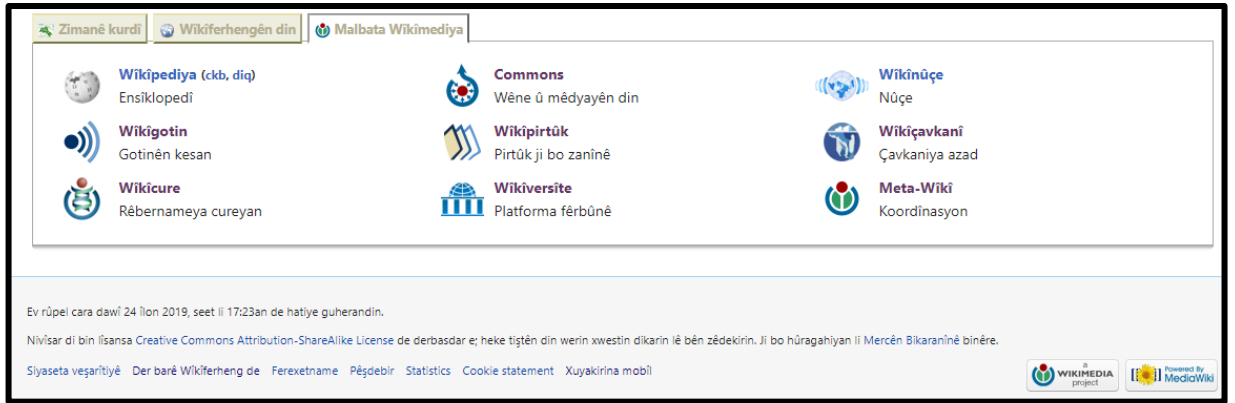 Zimanê kurdî Wîkîferhengên din Malbata Wîkîmediya
Wîkîpediya (ckb, diq) Commons Wîkînûçe
Ensîklopedî Wêne û mêdyayên din Nûçe
Wîkîgotin Wîkîpirtûk Wîkîçavkanî
Gotinên kesan Pirtûk ji bo zanînê Çavkaniya azad
Wîkîcure Wîkîversîte Meta-Wîkî
Rêbernameya cureyan Platforma fêrbûnê Koordînasyon
Ev rûpel cara dawî 24 îlon 2019, seet li 17:23an de hatiye guherandin.
Nivîsar di bin lîsansa Creative Commons Attribution-ShareAlike License de derbasdar e; heke tiştên din werin xwestin dikarin lê bên zêdekirin. Ji bo hûragahiyan li Mercên Bikaranînê binêre.
Siyaseta veşarîtiyê Der barê Wîkîferheng de Ferexetname Pêşdebir Statistics Cookie statement Xuyakirina mobîl
a WIKIMEDIA project Powered By MediaWiki